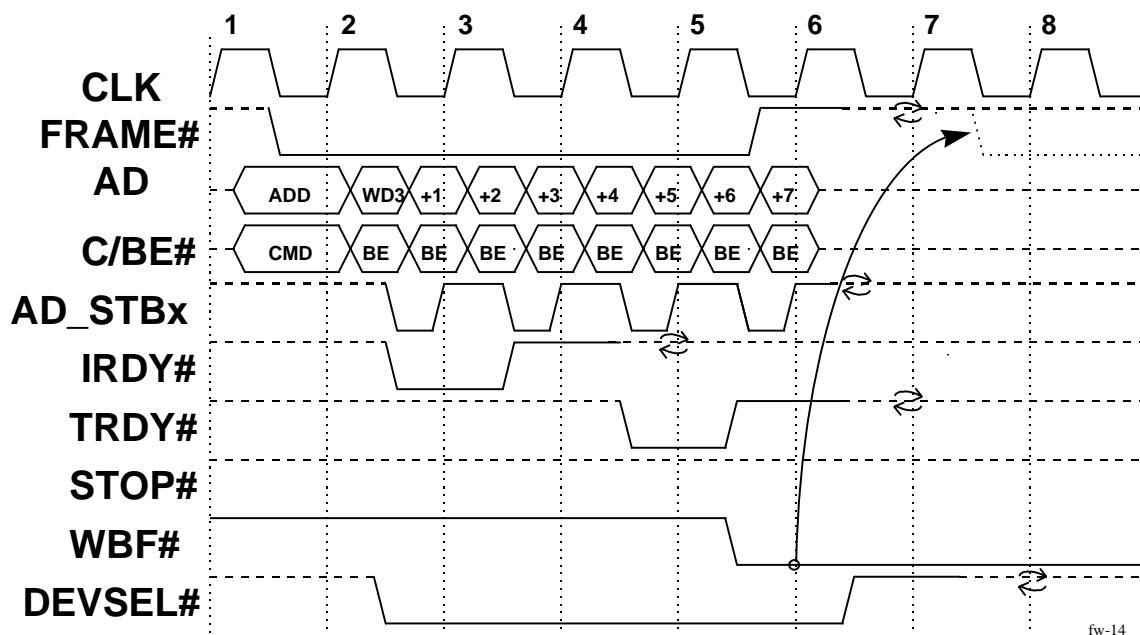 1 2 3 4 5 6 7 8
CLK
FRAME#
AD ADD WD3 +1 +2 +3 +4 +5 +6 +7
C/BE# CMD BE BE BE BE BE BE BE BE
AD_STBx
IRDY#
TRDY#
STOP#
WBF#
DEVSEL#
fw-14